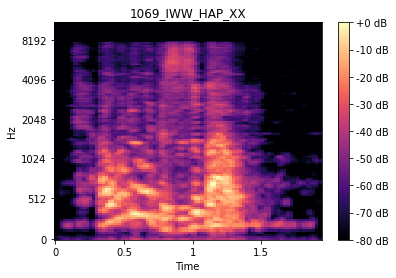 1069_IWW_HAP_XX
8192
4096
2048
1024
512
0
Hz
0
0.5
1
1.5
Time
+0 dB
-10 dB
-20 dB
-30 dB
-40 dB
-50 dB
-60 dB
-70 dB
-80 dB